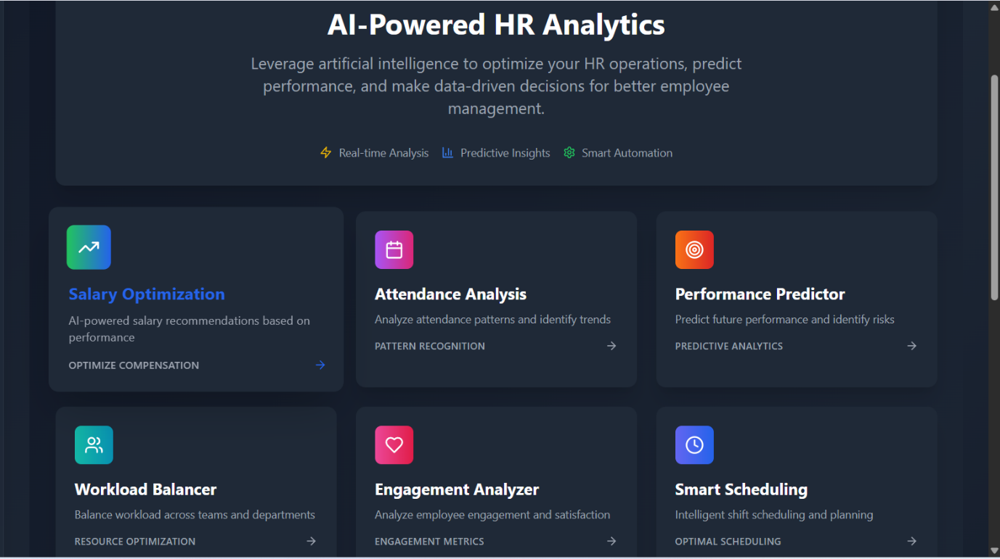 AI-Powered HR Analytics
Leverage artificial intelligence to optimize your HR operations, predict
performance, and make data-driven decisions for better employee
management.
Real-time Analysis Predictive Insights Smart Automation
Salary Optimization
AI-powered salary recommendations based on
performance
OPTIMIZE COMPENSATION
Attendance Analysis
Analyze attendance patterns and identify trends
PATTERN RECOGNITION
Performance Predictor
Predict future performance and identify risks
PREDICTIVE ANALYTICS
Workload Balancer
Balance workload across teams and departments
RESOURCE OPTIMIZATION
Engagement Analyzer
Analyze employee engagement and satisfaction
ENGAGEMENT METRICS
Smart Scheduling
Intelligent shift scheduling and planning
OPTIMAL SCHEDULING